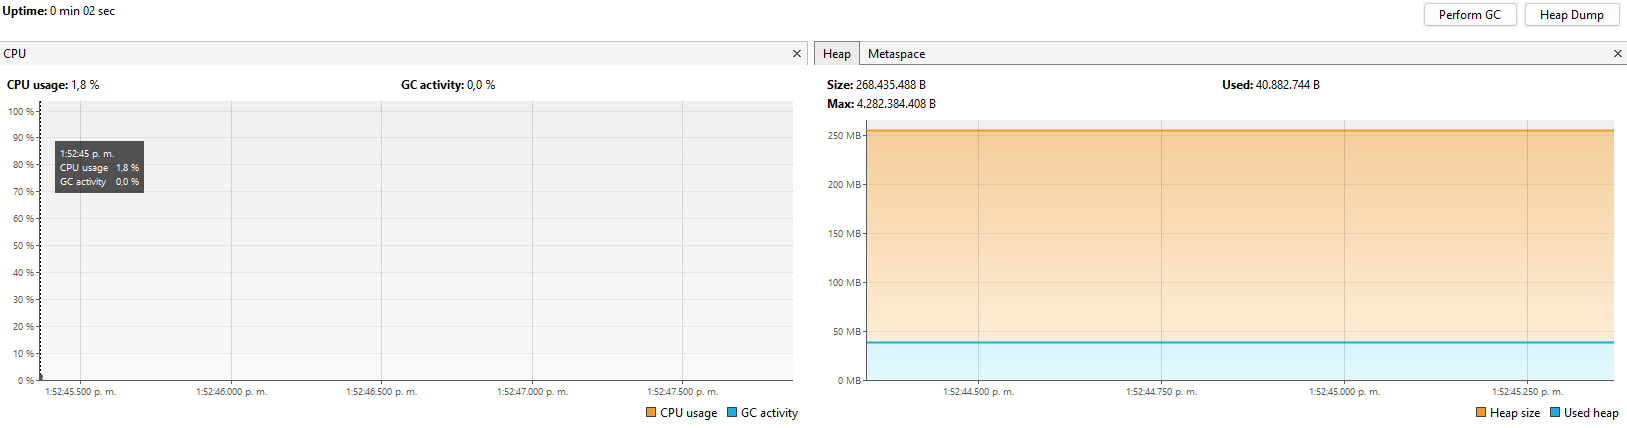 Uptime: 0 min 02 sec
Perform GC
Heap Dump
CPU
CPU usage: 1,8 %
GC activity: 0,0 %
100 %
90 %
80 %
70 %
60 %
50 %
40 %
30 %
20 %
10 %
0 %
1:52:45 p. m.
CPU usage 1,8 %
GC activity 0,0 %
1:52:45.500 p. m.
1:52:46.000 p. m.
1:52:46.500 p. m.
1:52:47.000 p. m.
1:52:47.500 p. m.
CPU usage
GC activity
Heap
Metaspace
Size: 268.435.488 B
Used: 40.882.744 B
Max: 4.282.384.408 B
250 MB
200 MB
150 MB
100 MB
50 MB
0 MB
1:52:44.500 p. m.
1:52:44.750 p. m.
1:52:45.000 p. m.
1:52:45.250 p. m.
Heap size
Used heap